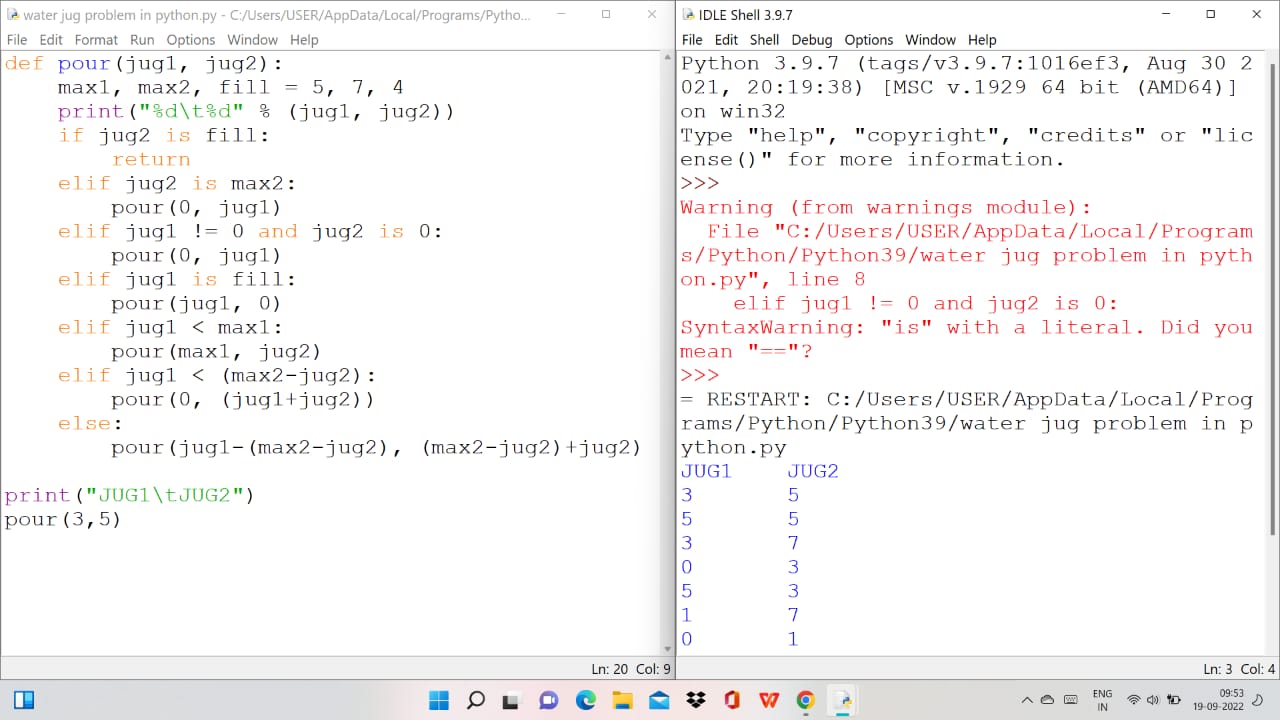 water jug problem in python.py - C:/Users/USER/AppData/Local/Programs/Pytho...
File Edit Format Run Options Window Help
def pour(jug1, jug2):
    max1, max2, fill = 5, 7, 4
    print("%d\t%d" % (jug1, jug2))
    if jug2 is fill:
        return
    elif jug2 is max2:
        pour(0, jug1)
    elif jug1 != 0 and jug2 is 0:
        pour(0, jug1)
    elif jug1 is fill:
        pour(jug1, 0)
    elif jug1 < max1:
        pour(max1, jug2)
    elif jug1 < (max2-jug2):
        pour(0, (jug1+jug2))
    else:
        pour(jug1-(max2-jug2), (max2-jug2)+jug2)
print("JUG1\tJUG2")
pour(3,5)
Ln: 20 Col: 9
IDLE Shell 3.9.7
File Edit Shell Debug Options Window Help
Python 3.9.7 (tags/v3.9.7:1016ef3, Aug 30 2
021, 20:19:38) [MSC v.1929 64 bit (AMD64)]
on win32
Type "help", "copyright", "credits" or "lic
ense()" for more information.
>>>
Warning (from warnings module):
  File "C:/Users/USER/AppData/Local/Program
s/Python/Python39/water jug problem in pyth
on.py", line 8
    elif jug1 != 0 and jug2 is 0:
SyntaxWarning: "is" with a literal. Did you
mean "=="?
>>>
= RESTART: C:/Users/USER/AppData/Local/Prog
rams/Python/Python39/water jug problem in p
ython.py
JUG1 JUG2
3 5
5 5
3 7
0 3
5 3
1 7
0 1
Ln: 3 Col: 4
ENG
IN
09:53
19-09-2022